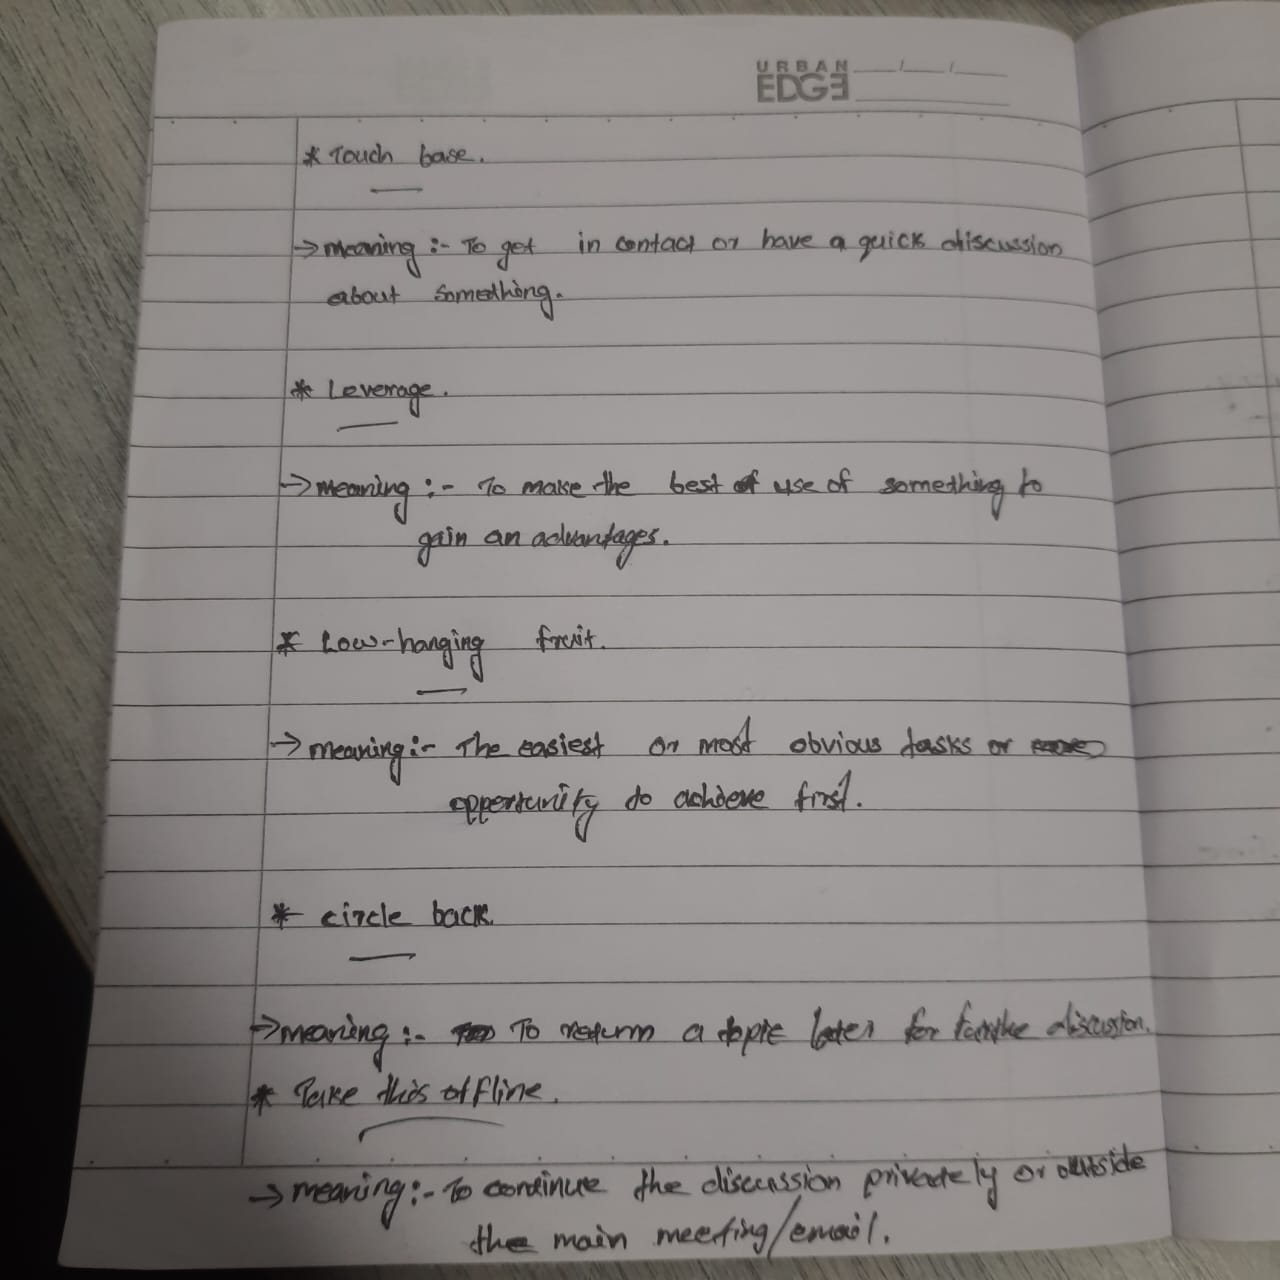 URBAN
EDGE
* Touch base.
→ meaning :- To get in contact or have a quick discussion
about something.
* Leverage.
→ meaning :- To make the best of use of something to
gain an advantages.
* Low-hanging fruit.
→ meaning :- The easiest or most obvious tasks or
oppertunity to achieve first.
* circle back.
→ meaning :- To return a topic later for discussion.
* Take this offline.
→ meaning :- To continue the discussion privately or outside
the main meeting/email.